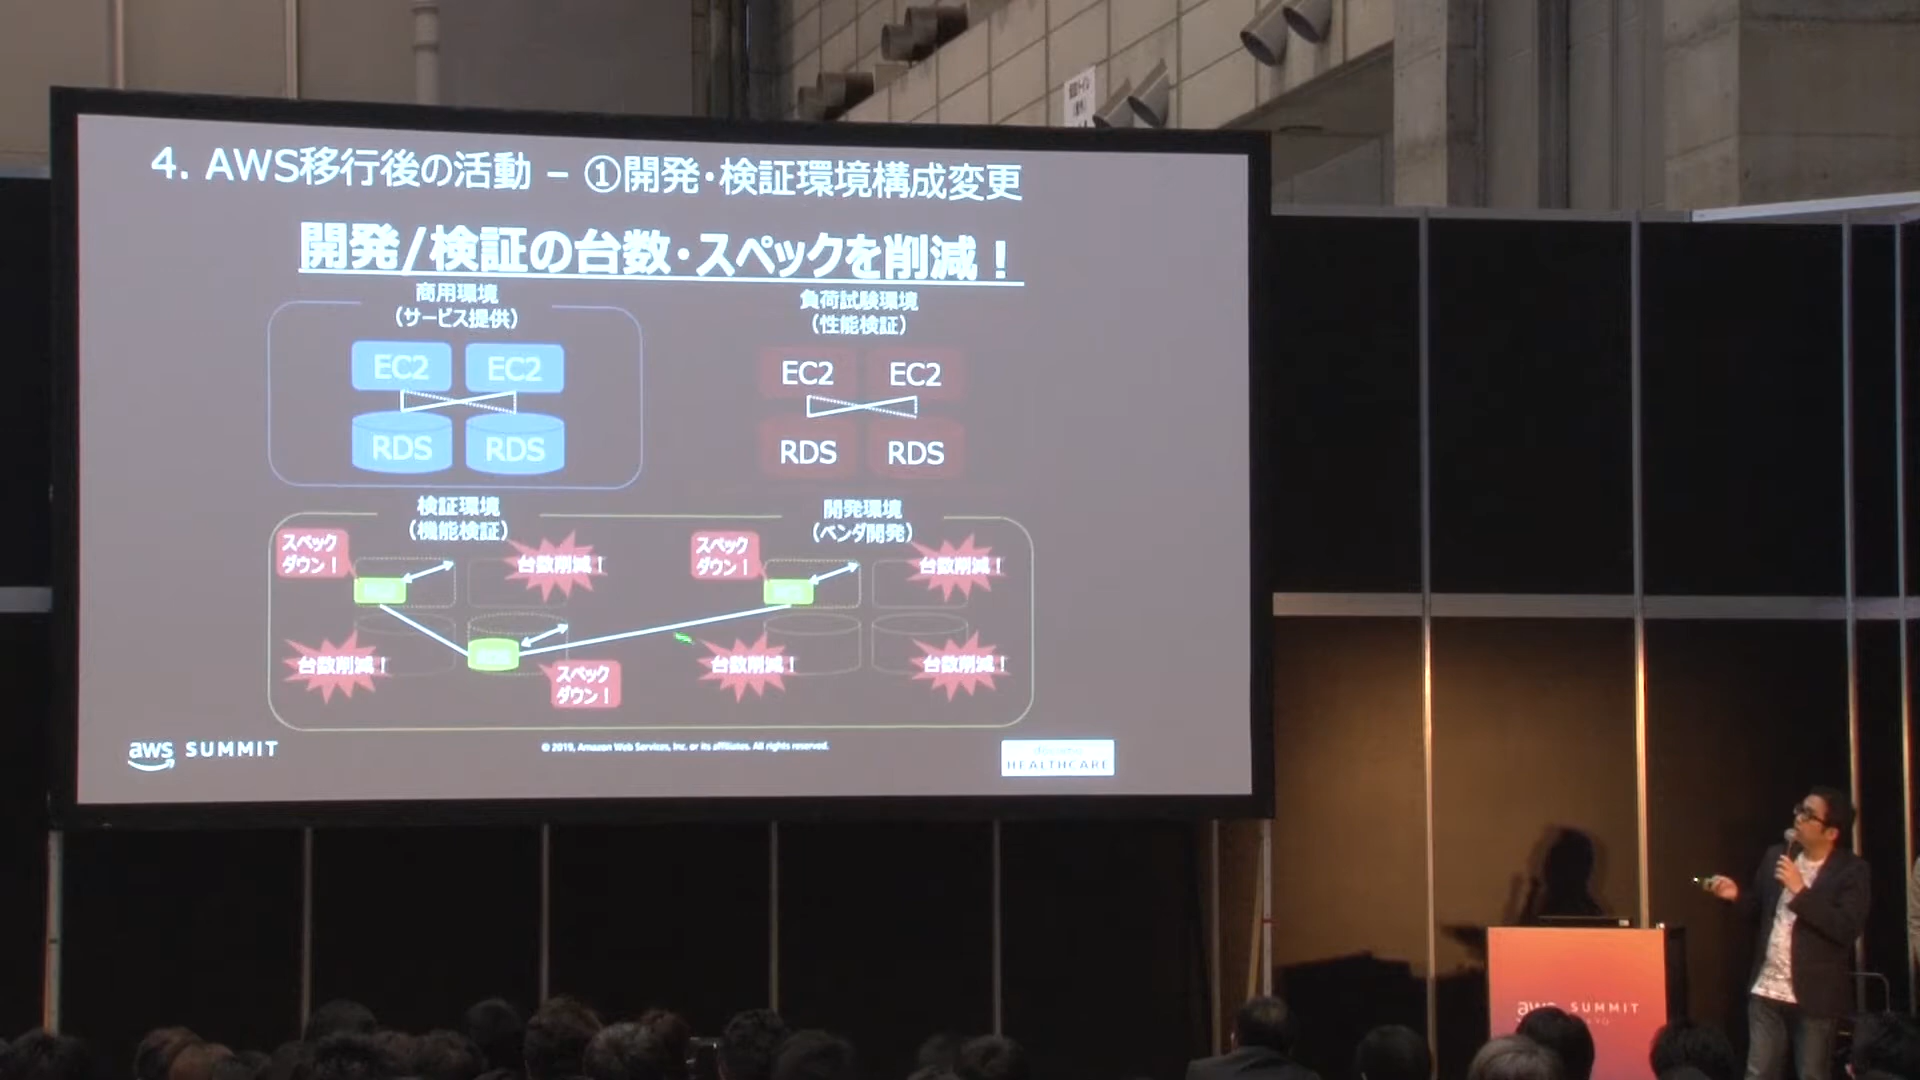 4. AWS移行後の活動 – ①開発・検証環境構成変更
開発/検証の台数・スペックを削減！
商用環境
（サービス提供）
負荷試験環境
（性能検証）
EC2 EC2
EC2 EC2
RDS RDS
RDS RDS
検証環境
（機能検証）
開発環境
（ベンダ開発）
スペック
ダウン！
台数削減！
スペック
ダウン！
台数削減！
台数削減！
スペック
ダウン！
台数削減！
台数削減！
aws SUMMIT
© 2019, Amazon Web Services, Inc. or its affiliates. All rights reserved.
HEALTHCARE
aws SUMMIT